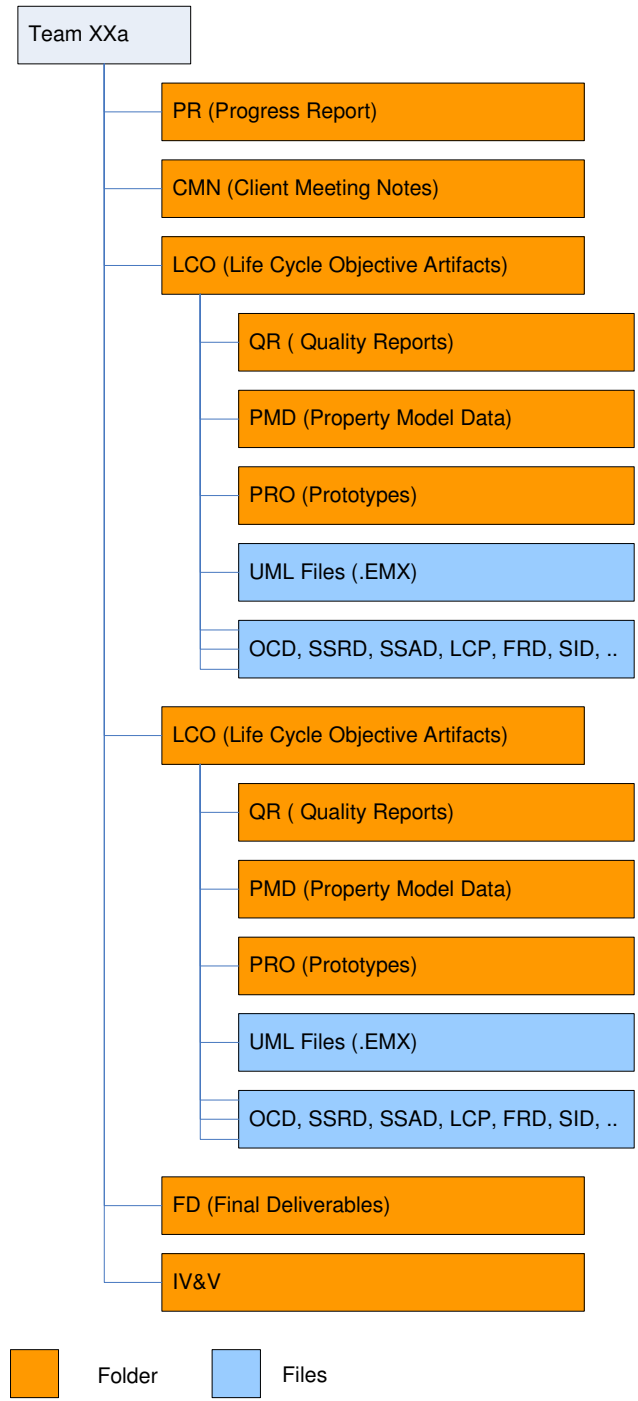 Team XXa
PR (Progress Report)
CMN (Client Meeting Notes)
LCO (Life Cycle Objective Artifacts)
QR ( Quality Reports)
PMD (Property Model Data)
PRO (Prototypes)
UML Files (.EMX)
OCD, SSRD, SSAD, LCP, FRD, SID, ..
LCO (Life Cycle Objective Artifacts)
QR ( Quality Reports)
PMD (Property Model Data)
PRO (Prototypes)
UML Files (.EMX)
OCD, SSRD, SSAD, LCP, FRD, SID, ..
FD (Final Deliverables)
IV&V
Folder
Files